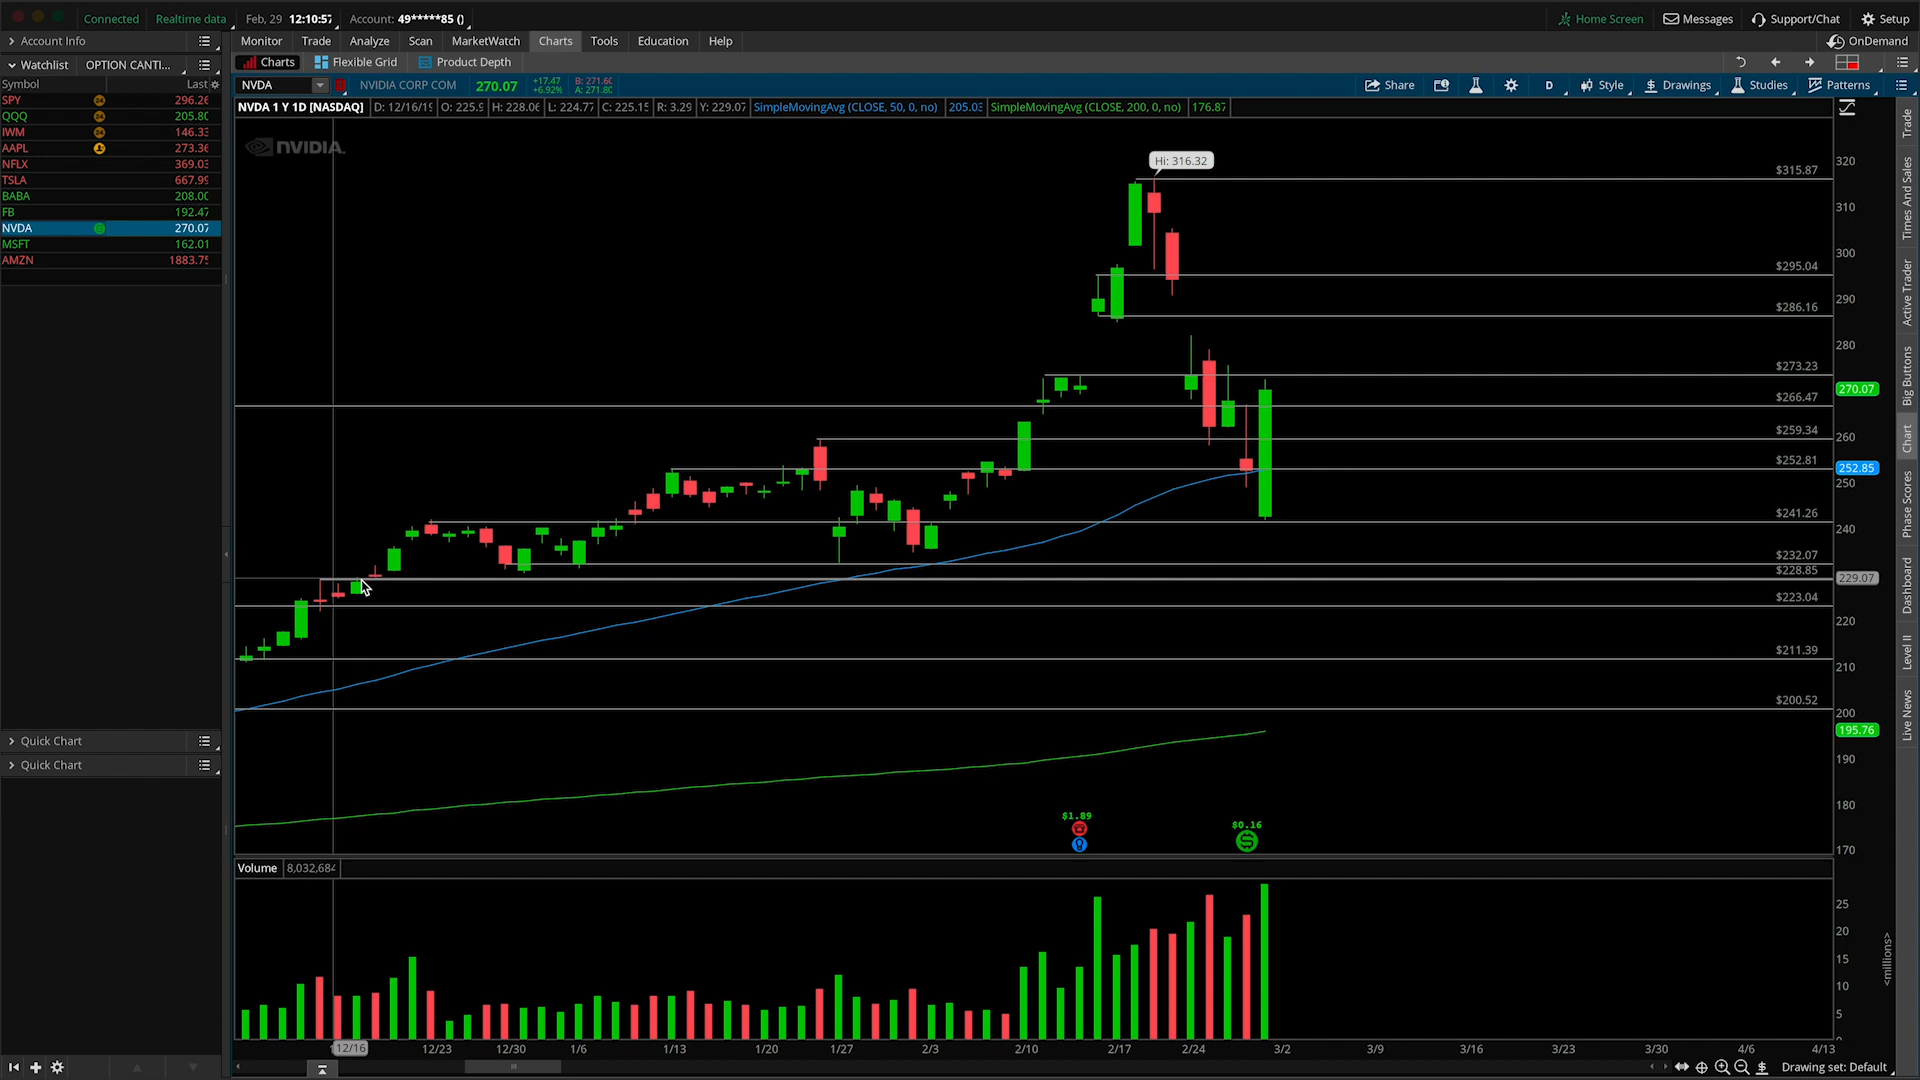 Connected Realtime data Feb, 29 12:10:57 Account: 49*****85 () Home Screen Messages Support/Chat Setup
Account Info Monitor Trade Analyze Scan MarketWatch Charts Tools Education Help OnDemand
Watchlist OPTION CANTI... Charts Flexible Grid Product Depth
Symbol Last NVDA NVIDIA CORP COM 270.07 +17.47 +6.92% B: 271.60 A: 271.80 Share D Style Drawings Studies Patterns
NVDA 1 Y 1D [NASDAQ] D: 12/16/19 O: 225.9 H: 228.06 L: 224.77 C: 225.15 R: 3.29 Y: 229.07 SimpleMovingAvg (CLOSE, 50, 0, no) 205.03 SimpleMovingAvg (CLOSE, 200, 0, no) 176.87
SPY 296.26
QQQ 205.80
IWM 146.33
AAPL 273.36
NFLX 369.03
TSLA 667.99
BABA 208.00
FB 192.47
NVDA 270.07
MSFT 162.01
AMZN 1883.75
Quick Chart
Quick Chart
NVIDIA.
Hi: 316.32
$315.87
$295.04
$286.16
$273.23
$266.47
$259.34
$252.81
$241.26
$232.07
$228.85
$223.04
$211.39
$200.52
320
310
300
290
280
270.07
260
252.85
250
240
229.07
220
210
200
195.76
190
180
170
$1.89
$0.16
Volume 8,032,684
25
20
15
10
5
<millions>
12/16 12/23 12/30 1/6 1/13 1/20 1/27 2/3 2/10 2/17 2/24 3/2 3/9 3/16 3/23 3/30 4/6 4/13
Drawing set: Default
Trade
Times And Sales
Active Trader
Big Buttons
Chart
Phase Scores
Dashboard
Level II
Live News